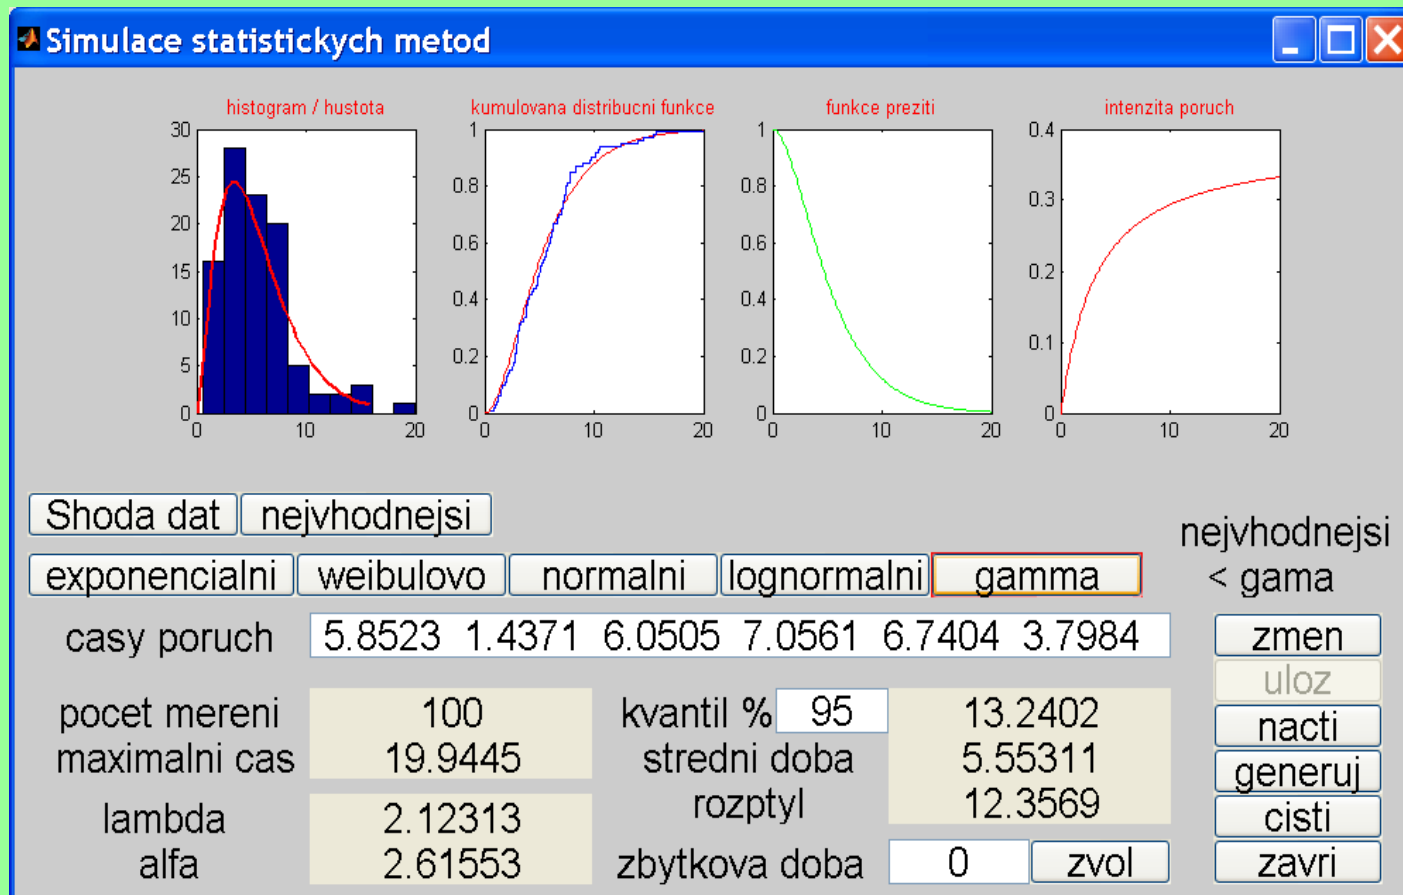 Simulace statistickych metod
histogram / hustota
kumulovana distribucni funkce
funkce preziti
intenzita poruch
30
25
20
15
10
5
0
0 10 20
1
0.8
0.6
0.4
0.2
0
0 10 20
1
0.8
0.6
0.4
0.2
0
0 10 20
0.4
0.3
0.2
0.1
0
0 10 20
Shoda dat nejvhodnejsi
nejvhodnejsi
< gama
exponencialni weibulovo normalni lognormalni gamma
casy poruch 5.8523 1.4371 6.0505 7.0561 6.7404 3.7984
pocet mereni 100
maximalni cas 19.9445
lambda 2.12313
alfa 2.61553
kvantil % 95 13.2402
stredni doba 5.55311
rozptyl 12.3569
zbytkova doba 0 zvol
zmen
uloz
nacti
generuj
cisti
zavri